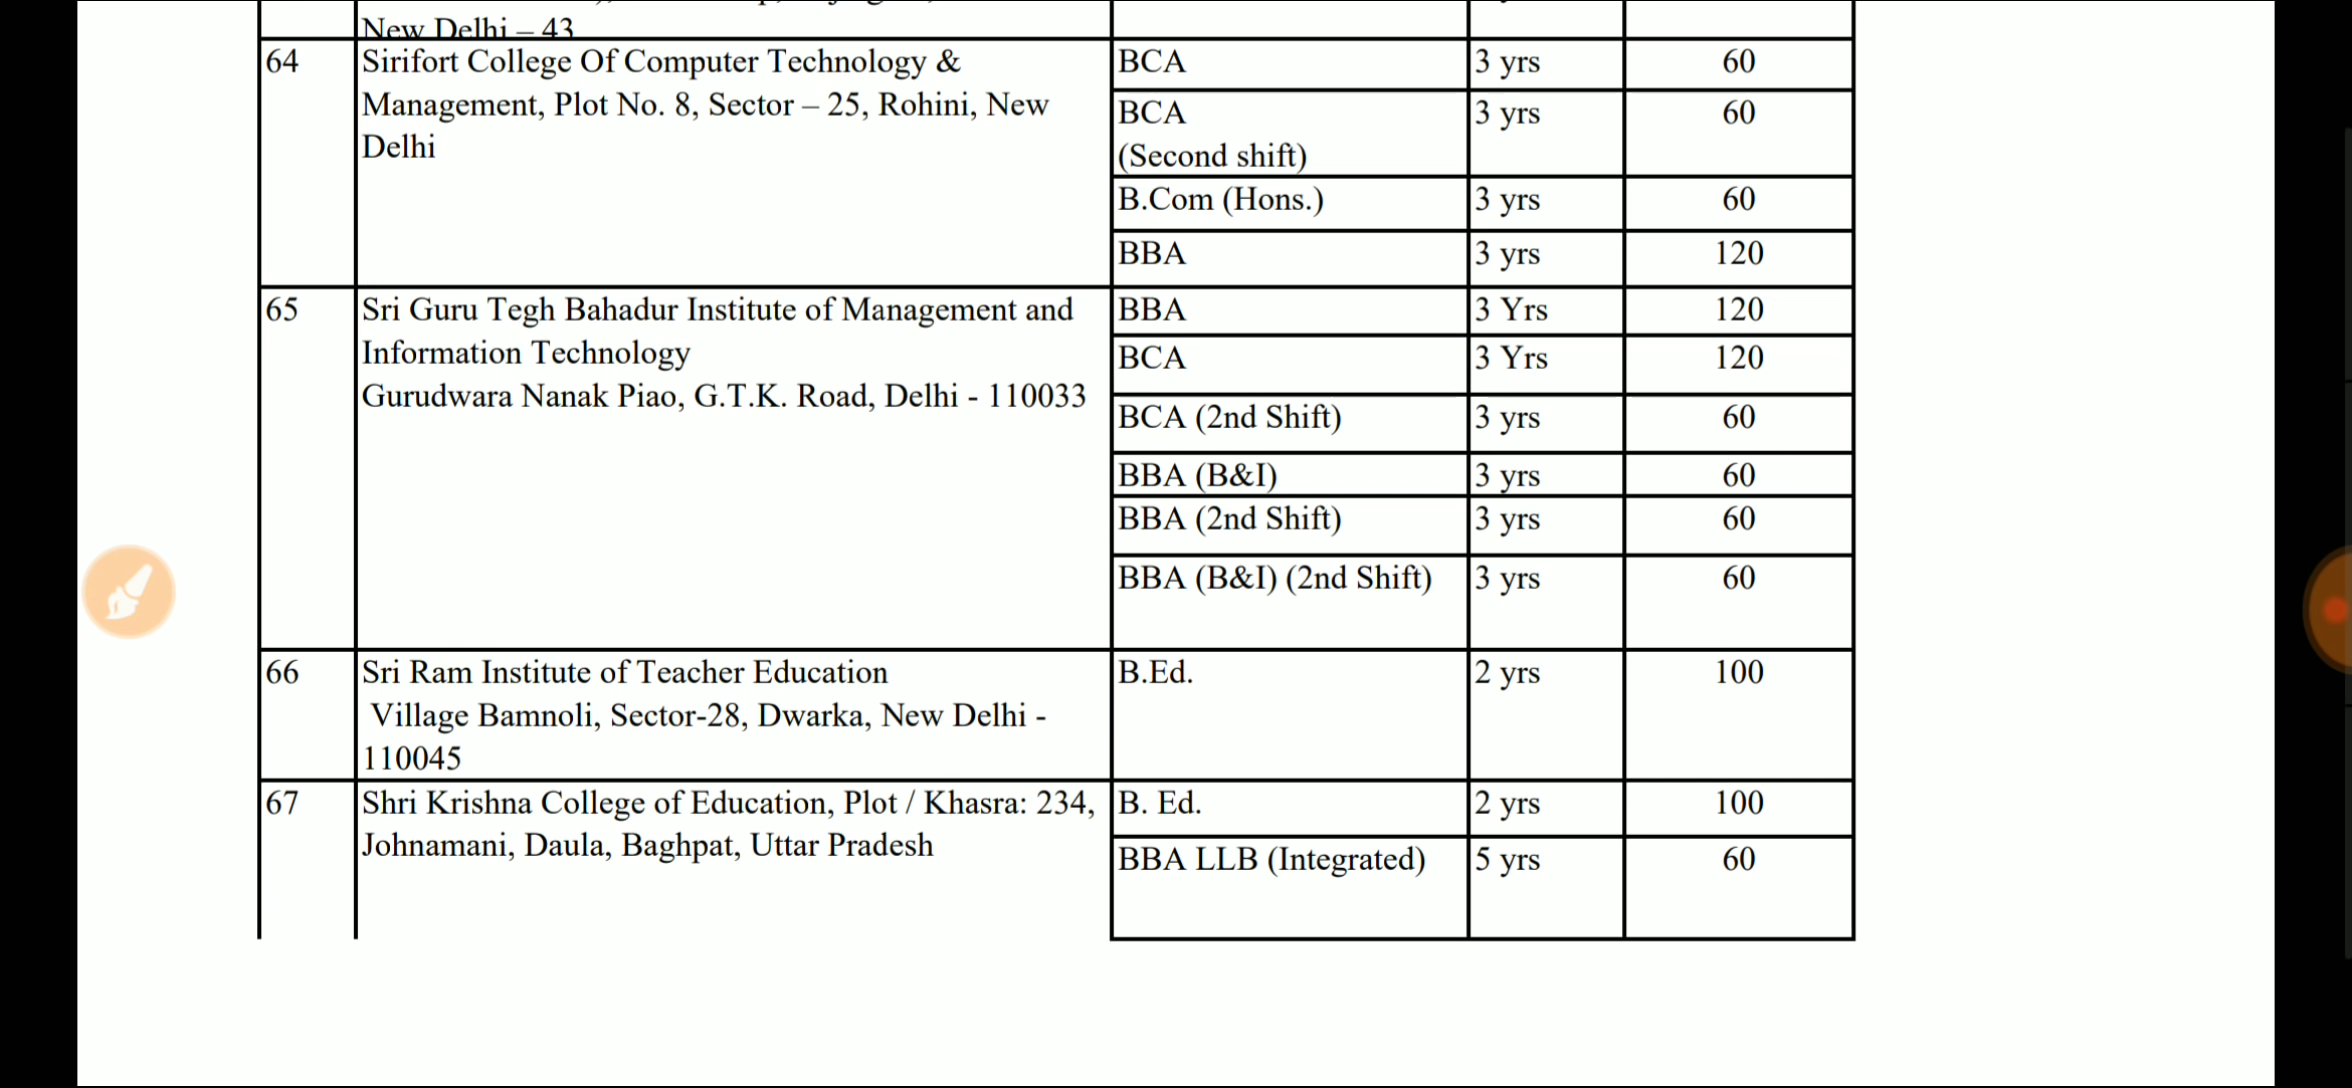 New Delhi – 43
64 Sirifort College Of Computer Technology & BCA 3 yrs 60
Management, Plot No. 8, Sector – 25, Rohini, New BCA 3 yrs 60
Delhi (Second shift)
B.Com (Hons.) 3 yrs 60
BBA 3 yrs 120
65 Sri Guru Tegh Bahadur Institute of Management and BBA 3 Yrs 120
Information Technology BCA 3 Yrs 120
Gurudwara Nanak Piao, G.T.K. Road, Delhi - 110033
BCA (2nd Shift) 3 yrs 60
BBA (B&I) 3 yrs 60
BBA (2nd Shift) 3 yrs 60
BBA (B&I) (2nd Shift) 3 yrs 60
66 Sri Ram Institute of Teacher Education B.Ed. 2 yrs 100
Village Bamnoli, Sector-28, Dwarka, New Delhi -
110045
67 Shri Krishna College of Education, Plot / Khasra: 234, B. Ed. 2 yrs 100
Johnamani, Daula, Baghpat, Uttar Pradesh
BBA LLB (Integrated) 5 yrs 60